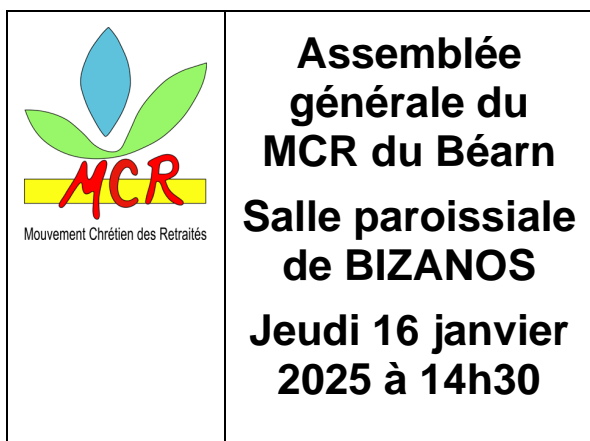 MCR
Mouvement Chrétien des Retraités
Assemblée
générale du
MCR du Béarn
Salle paroissiale
de BIZANOS
Jeudi 16 janvier
2025 à 14h30